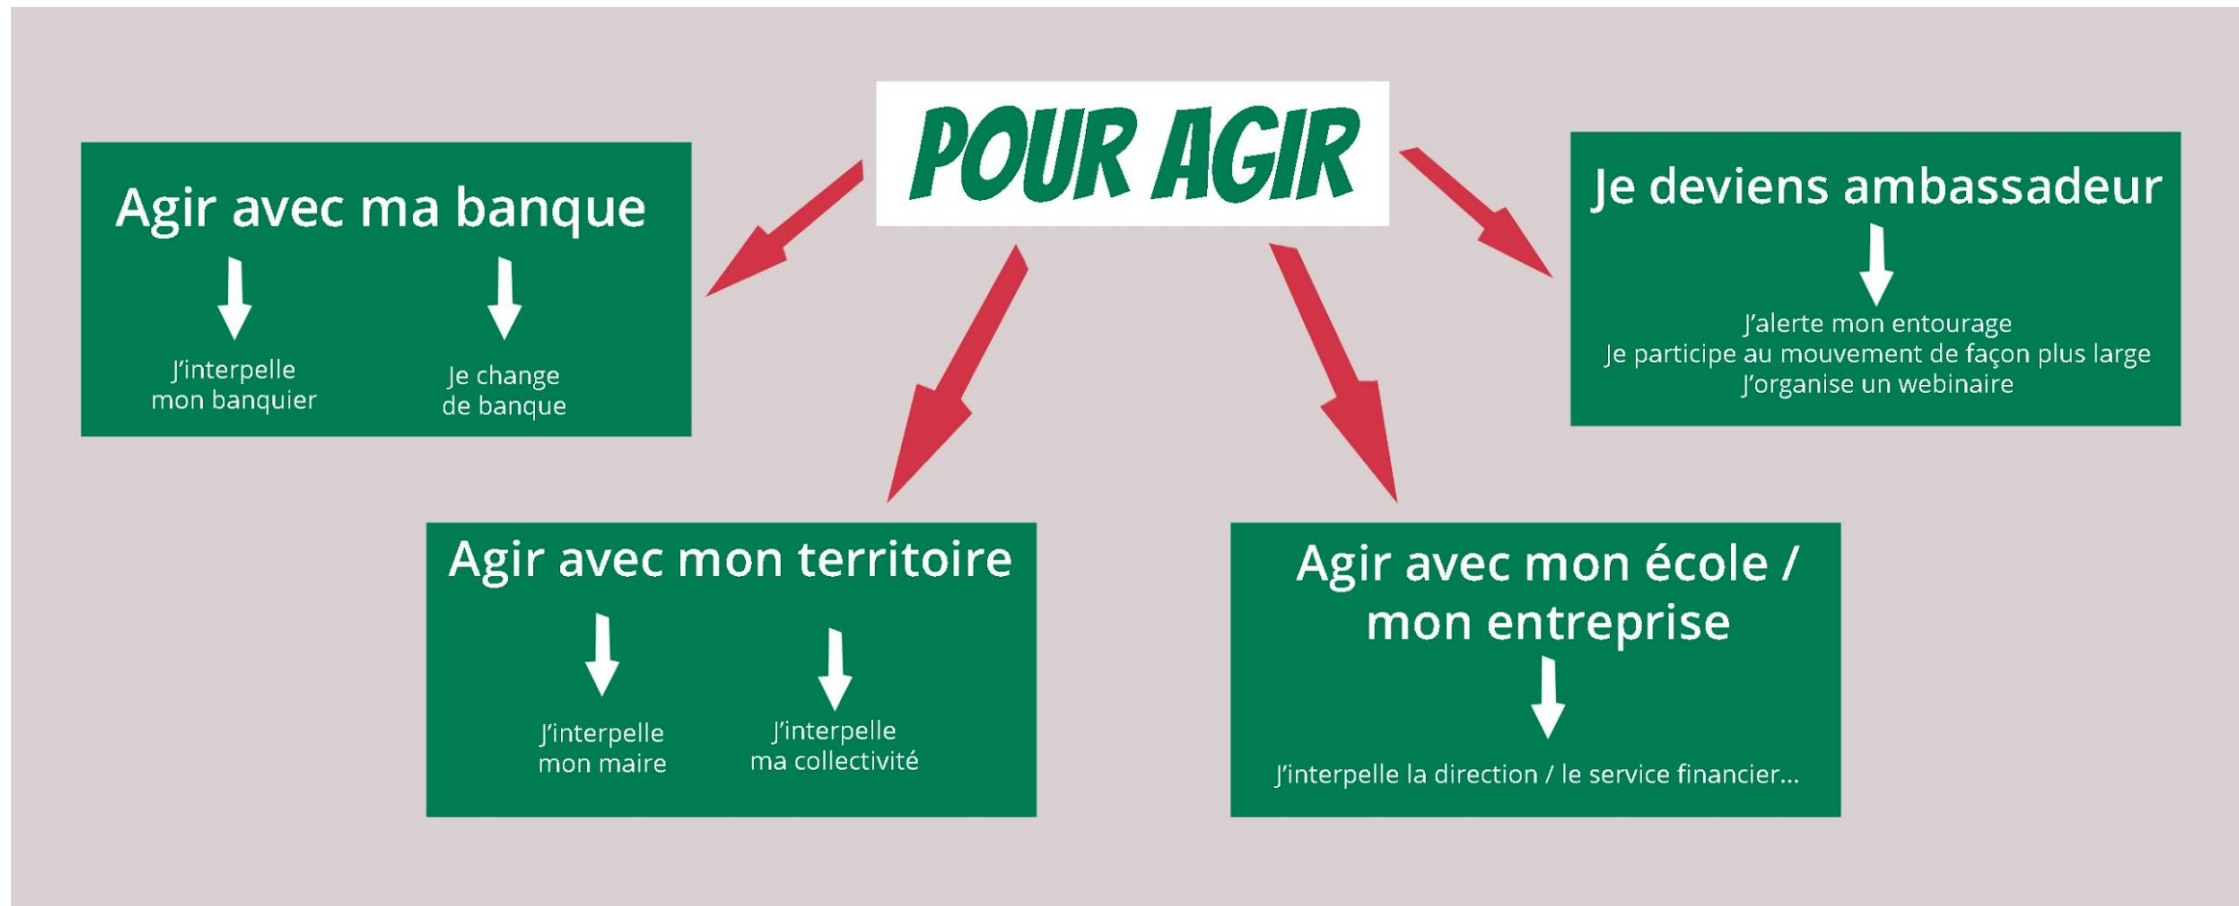 POUR AGIR
Agir avec ma banque
J'interpelle
mon banquier
Je change
de banque
Agir avec mon territoire
J'interpelle
mon maire
J'interpelle
ma collectivité
Agir avec mon école /
mon entreprise
J'interpelle la direction / le service financier...
Je deviens ambassadeur
J'alerte mon entourage
Je participe au mouvement de façon plus large
J'organise un webinaire